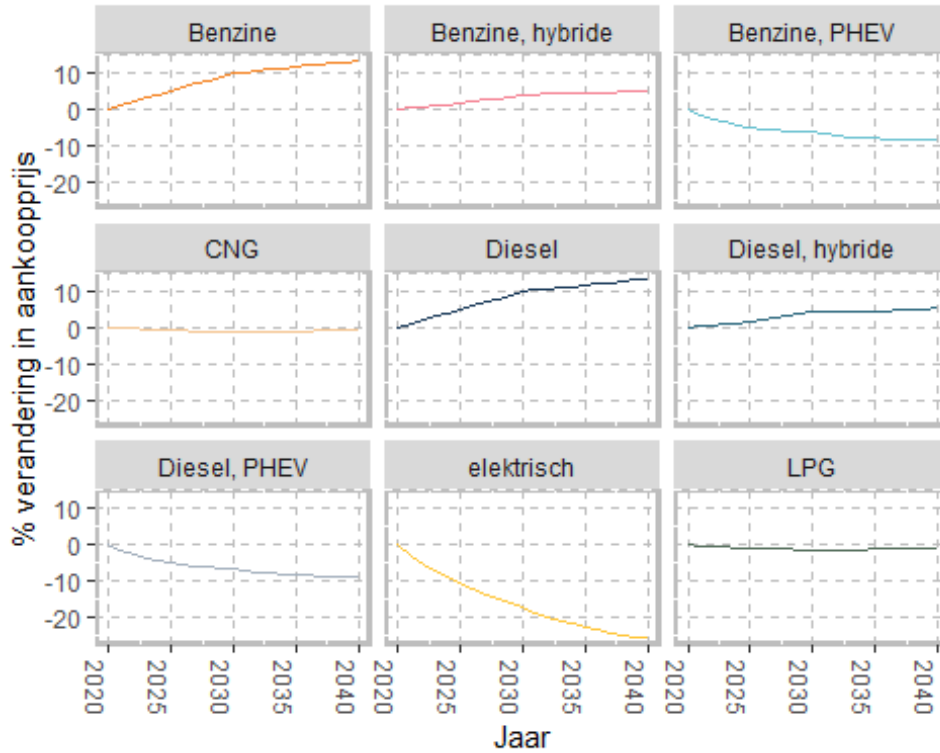 Benzine
Benzine, hybride
Benzine, PHEV
10
0
-10
-20
CNG
Diesel
Diesel, hybride
10
0
-10
-20
Diesel, PHEV
elektrisch
LPG
10
0
-10
-20
2020 2025 2030 2035 2040
2020 2025 2030 2035 2040
2020 2025 2030 2035 2040
Jaar
% verandering in aankoopprijs